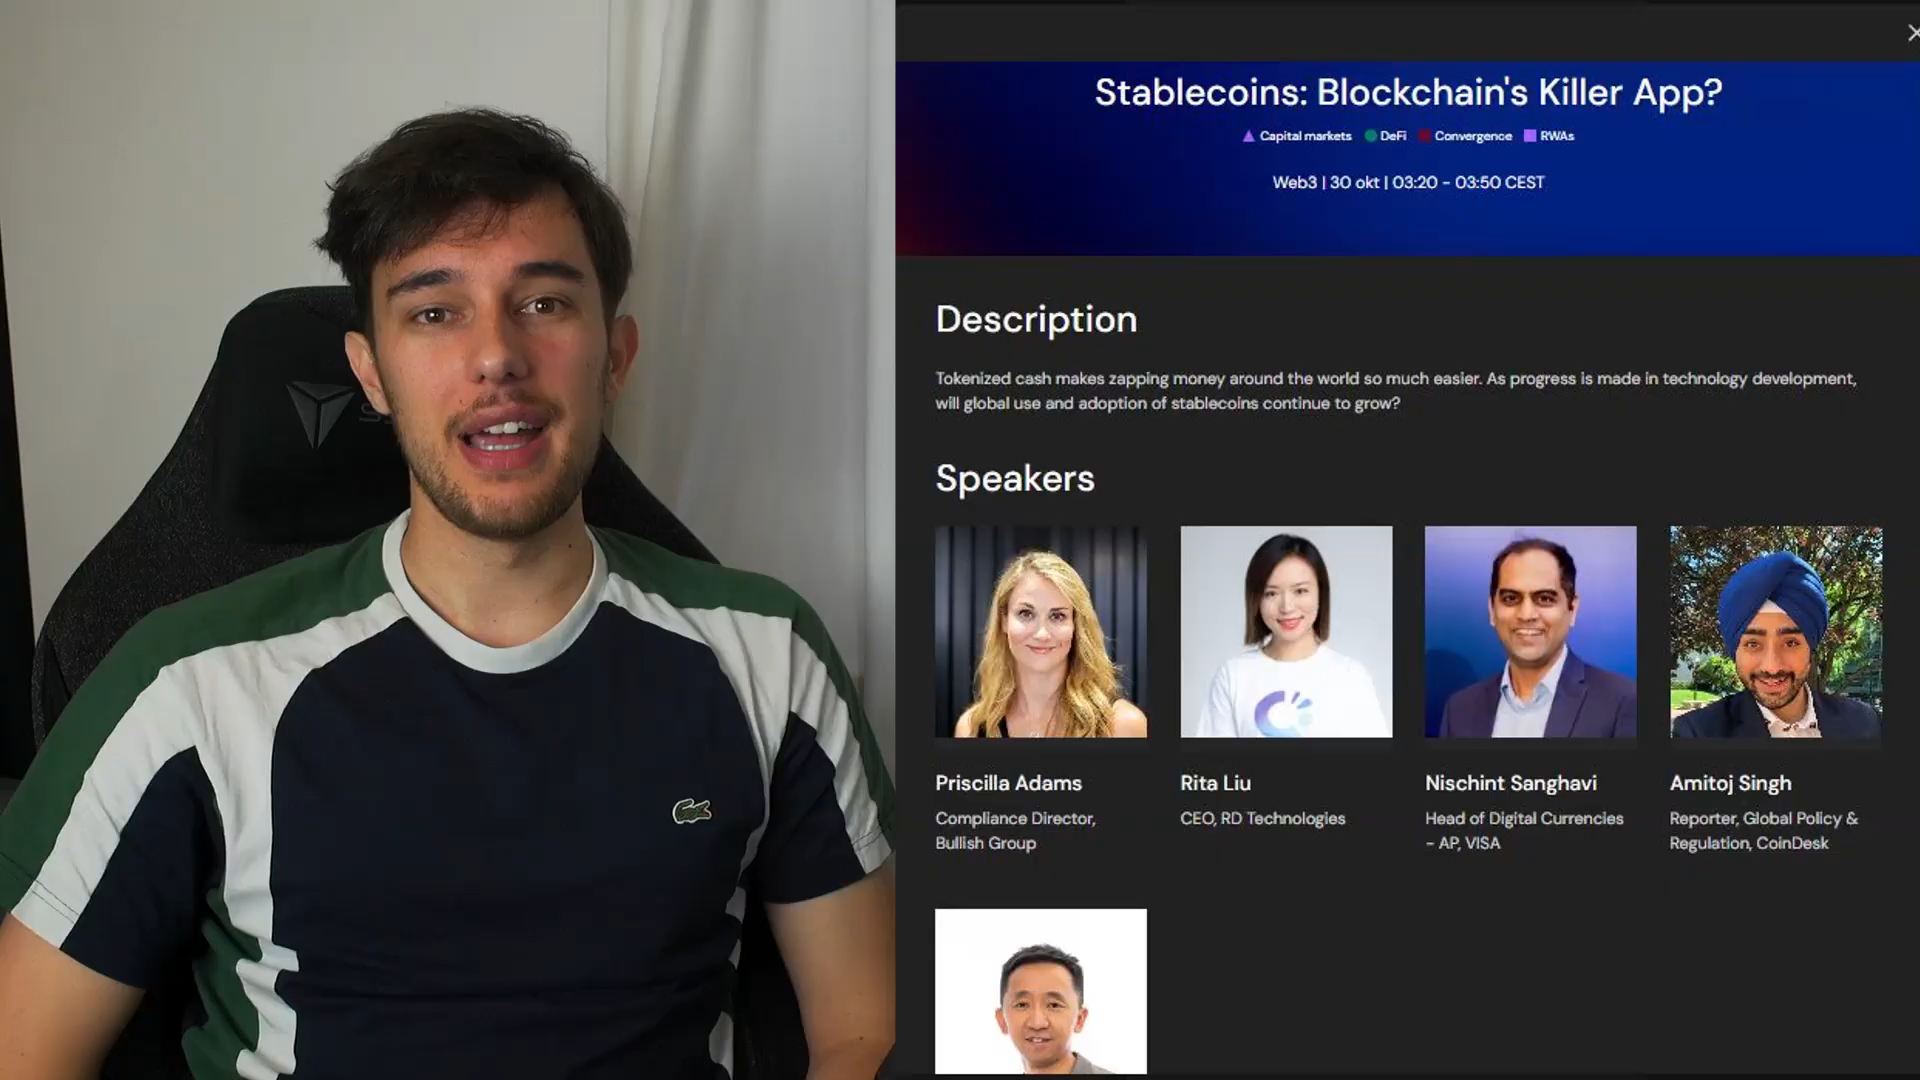 Stablecoins: Blockchain's Killer App?
Capital markets DeFi Convergence RWAs
Web3 | 30 okt | 03:20 - 03:50 CEST
Description
Tokenized cash makes zapping money around the world so much easier. As progress is made in technology development,
will global use and adoption of stablecoins continue to grow?
Speakers
Priscilla Adams
Compliance Director,
Bullish Group
Rita Liu
CEO, RD Technologies
Nischint Sanghavi
Head of Digital Currencies
- AP, VISA
Amitoj Singh
Reporter, Global Policy &
Regulation, CoinDesk